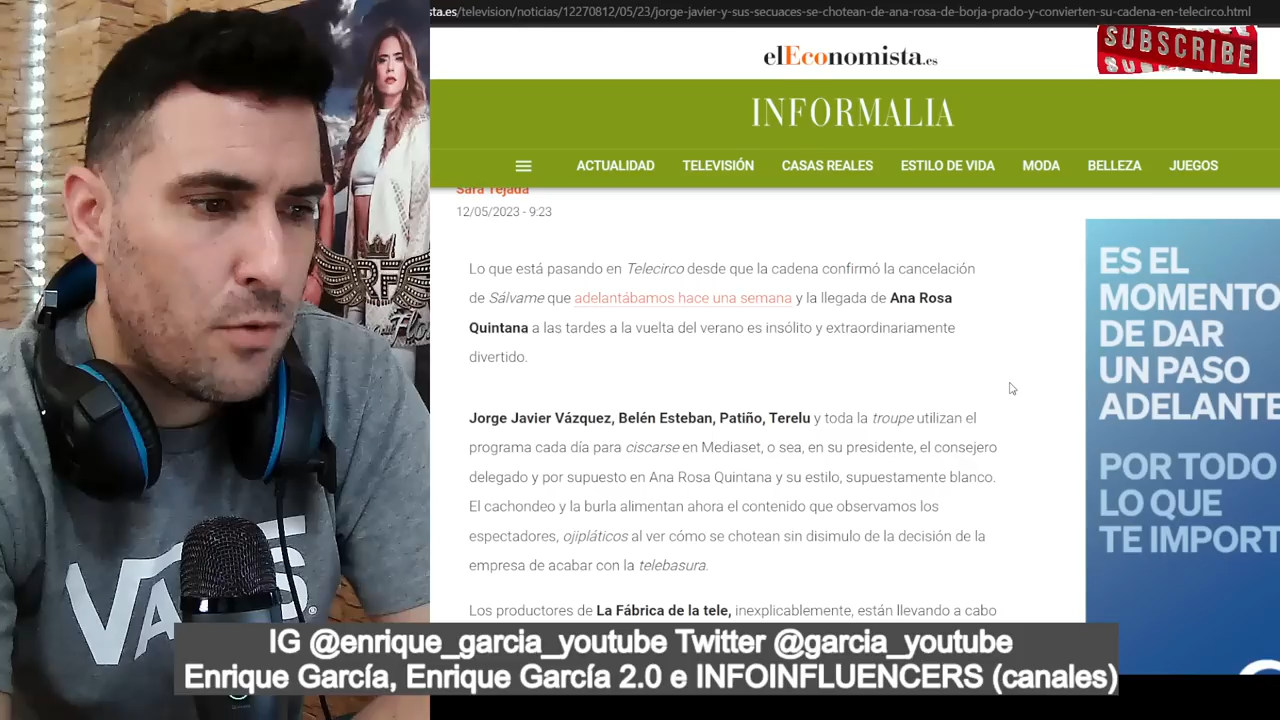 sta.es/television/noticias/12270812/05/23/jorge-javier-y-sus-secuaces-se-chotean-de-ana-rosa-de-borja-prado-y-convierten-su-cadena-en-telecirco.html
elEconomista.es
SUBSCRIBE
INFORMALIA
ACTUALIDAD TELEVISIÓN CASAS REALES ESTILO DE VIDA MODA BELLEZA JUEGOS
Sara Tejada
12/05/2023 - 9:23
Lo que está pasando en Telecirco desde que la cadena confirmó la cancelación
de Sálvame que adelantábamos hace una semana y la llegada de Ana Rosa
Quintana a las tardes a la vuelta del verano es insólito y extraordinariamente
divertido.
Jorge Javier Vázquez, Belén Esteban, Patiño, Terelu y toda la troupe utilizan el
programa cada día para ciscarse en Mediaset, o sea, en su presidente, el consejero
delegado y por supuesto en Ana Rosa Quintana y su estilo, supuestamente blanco.
El cachondeo y la burla alimentan ahora el contenido que observamos los
espectadores, ojipláticos al ver cómo se chotean sin disimulo de la decisión de la
empresa de acabar con la telebasura.
Los productores de La Fábrica de la tele, inexplicablemente, están llevando a cabo
ES EL
MOMENTO
DE DAR
UN PASO
ADELANTE
POR TODO
LO QUE
TE IMPORT
VANS
IG @enrique_garcia_youtube Twitter @garcia_youtube
Enrique García, Enrique García 2.0 e INFOINFLUENCERS (canales)